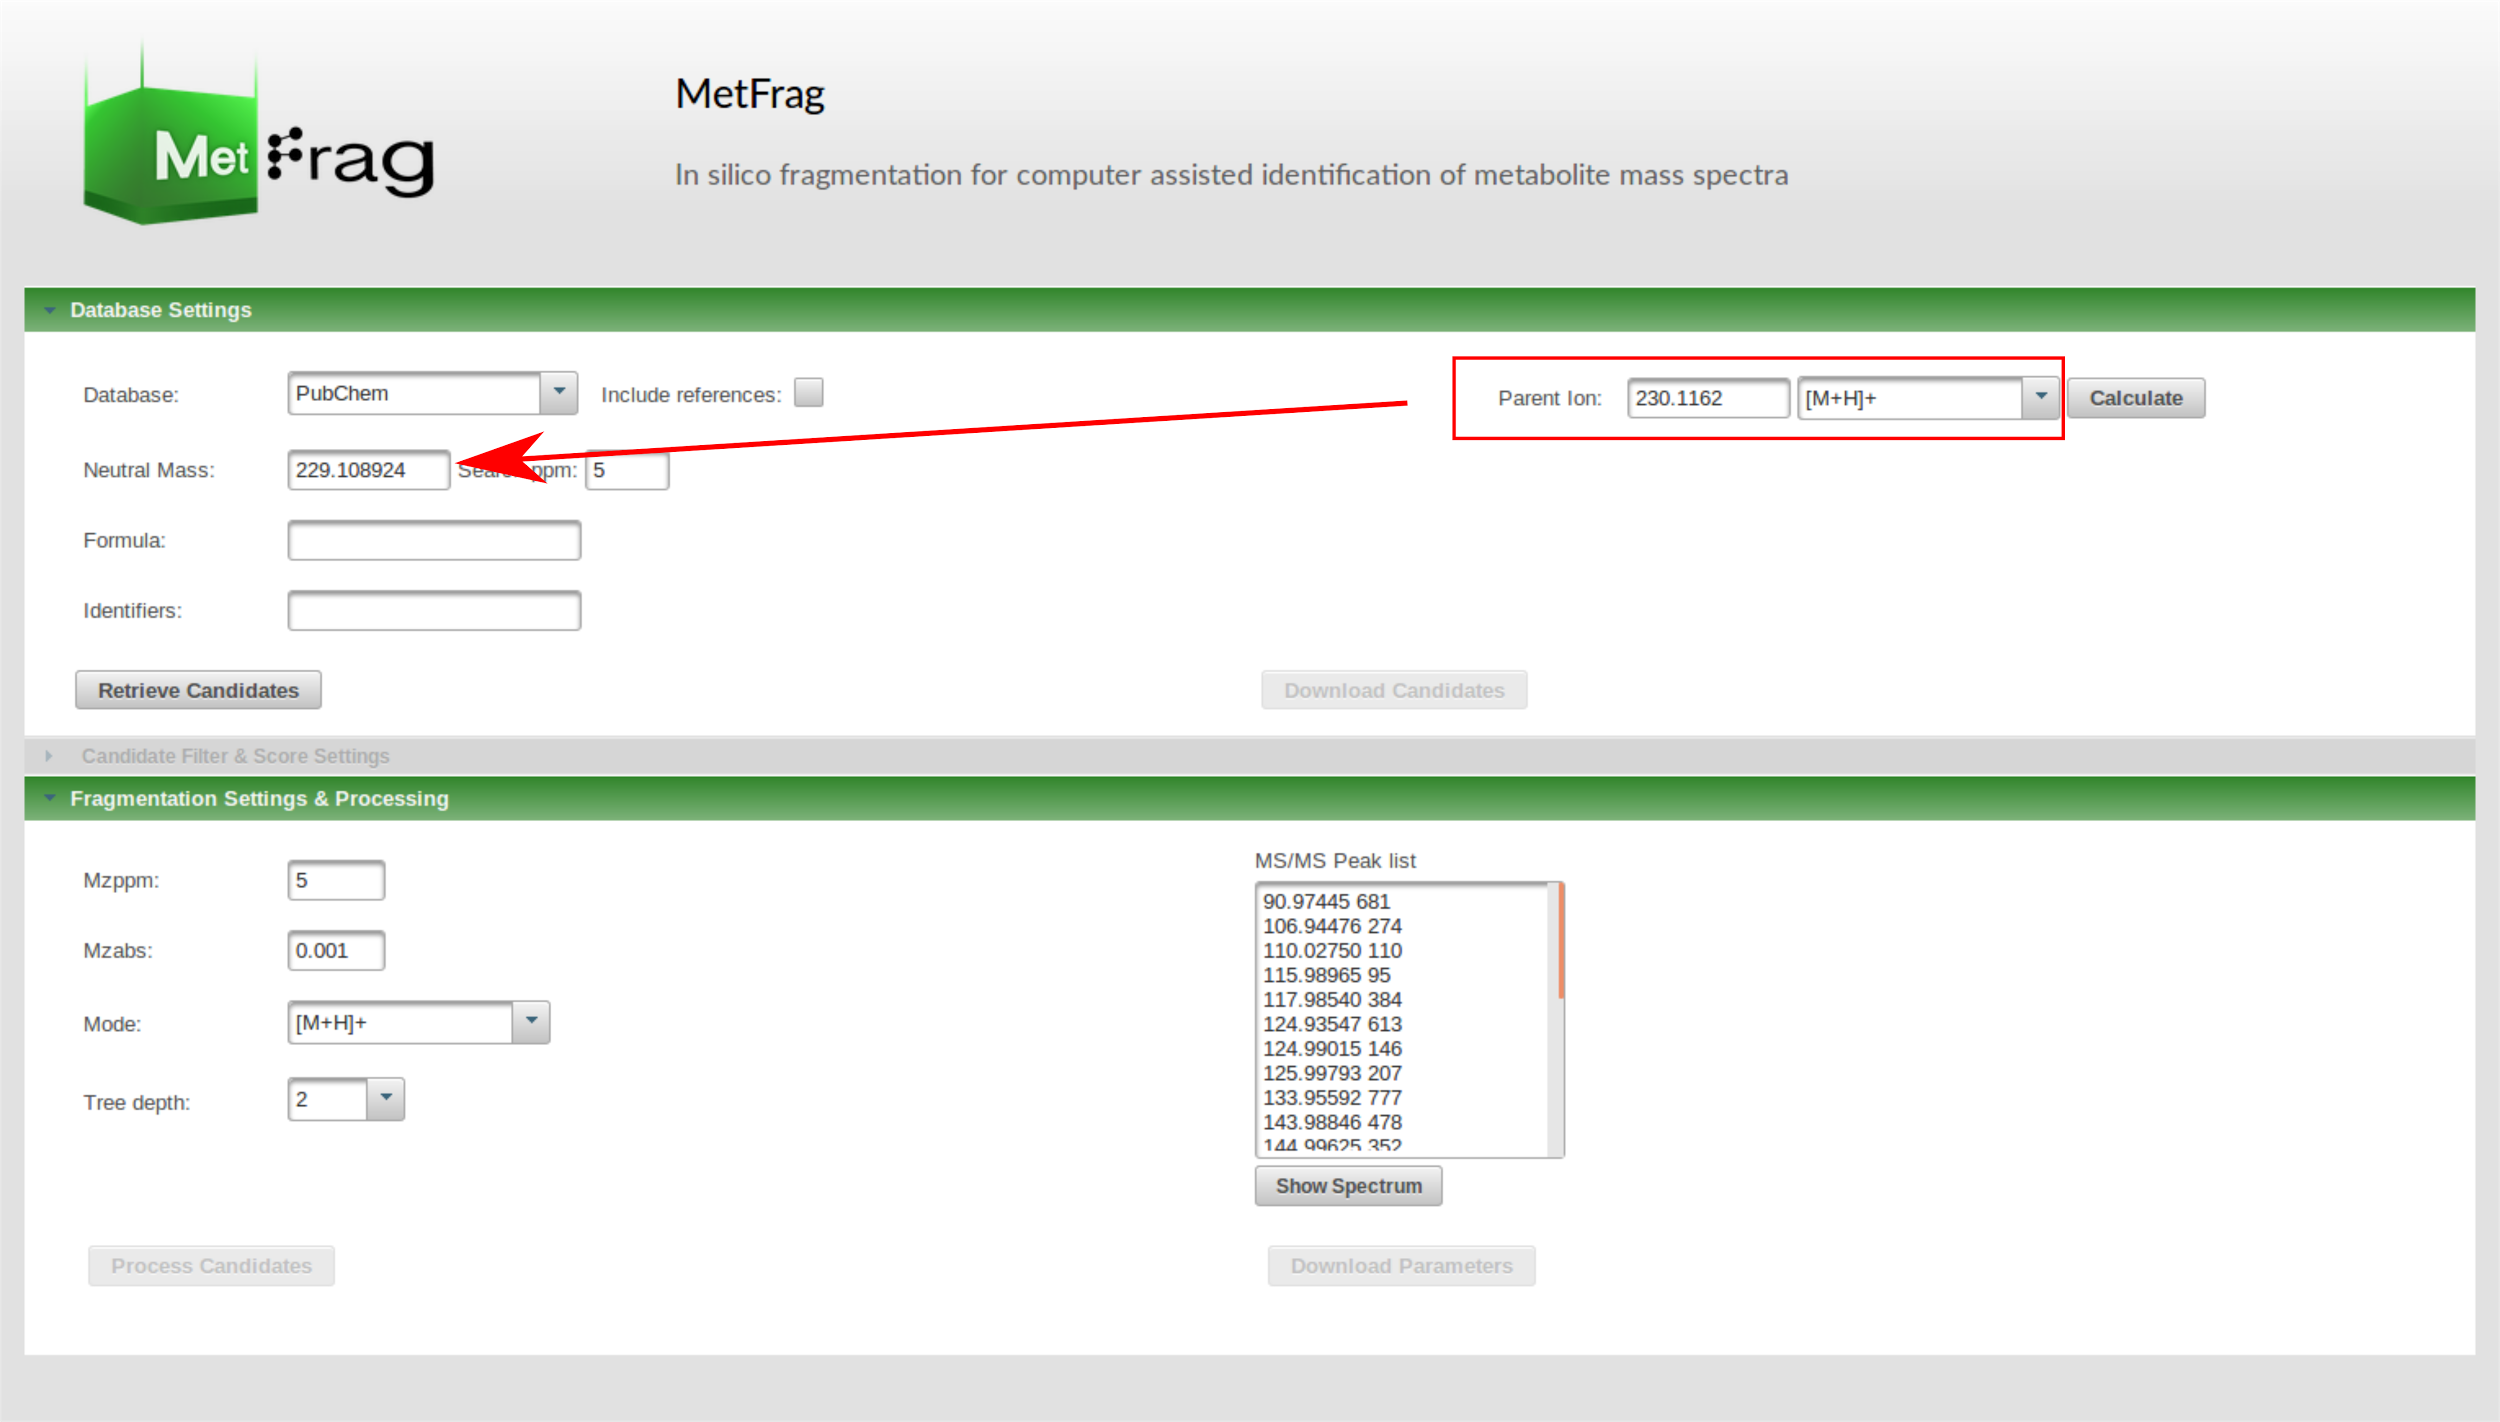 MetFrag
MetFrag
In silico fragmentation for computer assisted identification of metabolite mass spectra
Database Settings
Database: PubChem Include references: Parent Ion: 230.1162 [M+H]+ Calculate
Neutral Mass: 229.108924 ppm: 5
Formula:
Identifiers:
Retrieve Candidates Download Candidates
Candidate Filter & Score Settings
Fragmentation Settings & Processing
MS/MS Peak list
Mzppm: 5
Mzabs: 0.001
Mode: [M+H]+
Tree depth: 2
90.97445 681
106.94476 274
110.02750 110
115.98965 95
117.98540 384
124.93547 613
124.99015 146
125.99793 207
133.95592 777
143.98846 478
144.99625 352
Show Spectrum
Process Candidates Download Parameters